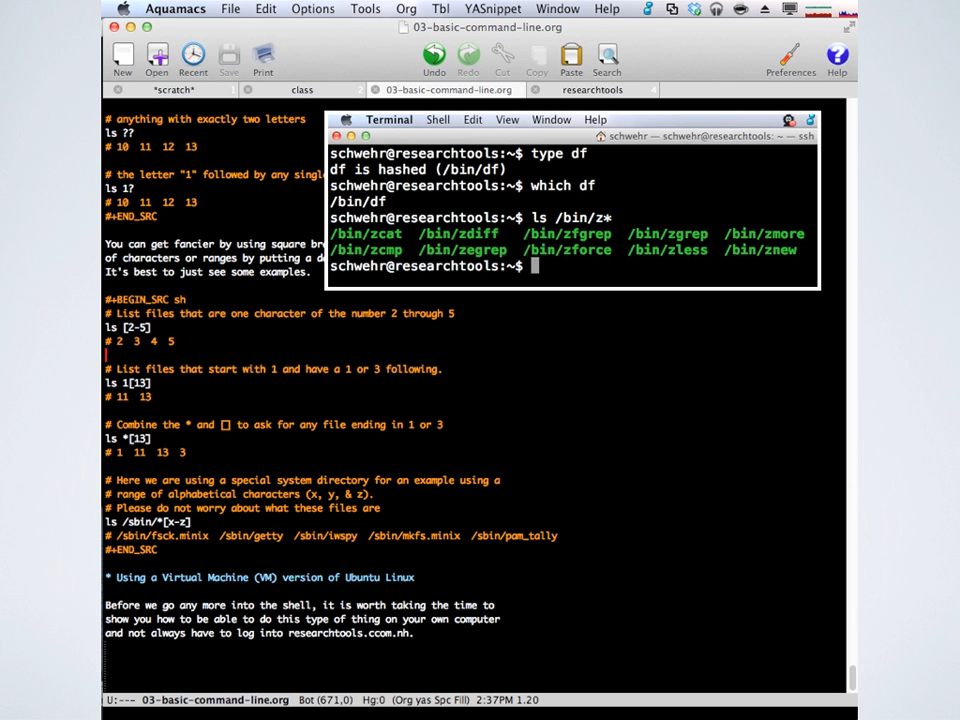 Aquamacs File Edit Options Tools Org Tbl YASnippet Window Help
03-basic-command-line.org
New Open Recent Save Print Undo Redo Cut Copy Paste Search Preferences Help
*scratch* 1 class 2 03-basic-command-line.org researchtools 4
# anything with exactly two letters
ls ??
# 10 11 12 13
# the letter "1" followed by any singl
ls 1?
# 10 11 12 13
#+END_SRC
You can get fancier by using square br
of characters or ranges by putting a d
It's best to just see some examples.
#+BEGIN_SRC sh
# List files that are one character of the number 2 through 5
ls [2-5]
# 2 3 4 5
# List files that start with 1 and have a 1 or 3 following.
ls 1[13]
# 11 13
# Combine the * and [] to ask for any file ending in 1 or 3
ls *[13]
# 1 11 13 3
# Here we are using a special system directory for an example using a
# range of alphabetical characters (x, y, & z).
# Please do not worry about what these files are
ls /sbin/*[x-z]
# /sbin/fsck.minix /sbin/getty /sbin/iwspy /sbin/mkfs.minix /sbin/pam_tally
#+END_SRC
* Using a Virtual Machine (VM) version of Ubuntu Linux
Before we go any more into the shell, it is worth taking the time to
show you how to be able to do this type of thing on your own computer
and not always have to log into researchtools.ccom.nh.
U:--- 03-basic-command-line.org Bot (671,0) Hg:0 (Org yas Spc Fill) 2:37PM 1.20
Terminal Shell Edit View Window Help
schwehr — schwehr@researchtools: ~ — ssh
schwehr@researchtools:~$ type df
df is hashed (/bin/df)
schwehr@researchtools:~$ which df
/bin/df
schwehr@researchtools:~$ ls /bin/z*
/bin/zcat /bin/zdiff /bin/zfgrep /bin/zgrep /bin/zmore
/bin/zcmp /bin/zegrep /bin/zforce /bin/zless /bin/znew
schwehr@researchtools:~$